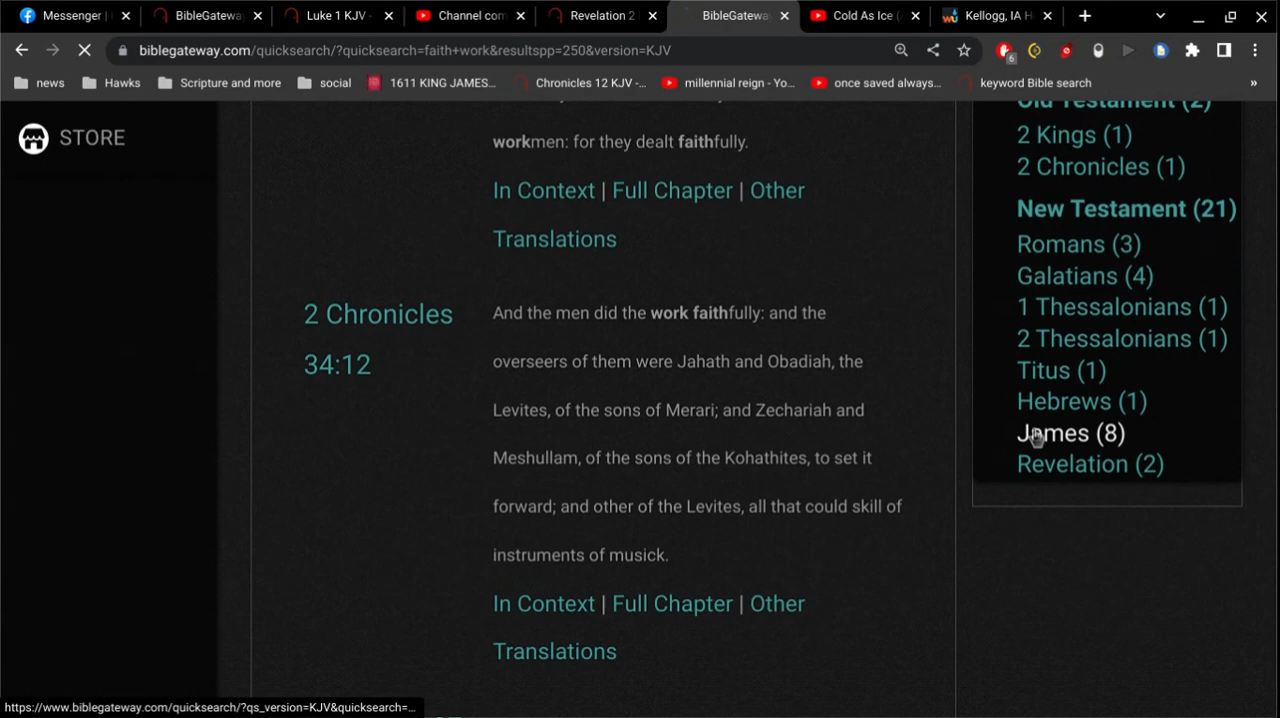 Messenger |
BibleGateway
Luke 1 KJV -
Channel com
Revelation 2
BibleGateway
Cold As Ice (
Kellogg, IA H
biblegateway.com/quicksearch/?quicksearch=faith+work&resultspp=250&version=KJV
6
news
Hawks
Scripture and more
social
1611 KING JAMES...
Chronicles 12 KJV -...
millennial reign - Yo...
once saved always...
keyword Bible search
»
STORE
workmen: for they dealt faithfully.
In Context | Full Chapter | Other
Translations
2 Chronicles
34:12
And the men did the work faithfully: and the
overseers of them were Jahath and Obadiah, the
Levites, of the sons of Merari; and Zechariah and
Meshullam, of the sons of the Kohathites, to set it
forward; and other of the Levites, all that could skill of
instruments of musick.
In Context | Full Chapter | Other
Translations
Old Testament (2)
2 Kings (1)
2 Chronicles (1)
New Testament (21)
Romans (3)
Galatians (4)
1 Thessalonians (1)
2 Thessalonians (1)
Titus (1)
Hebrews (1)
James (8)
Revelation (2)
https://www.biblegateway.com/quicksearch/?qs_version=KJV&quicksearch=...